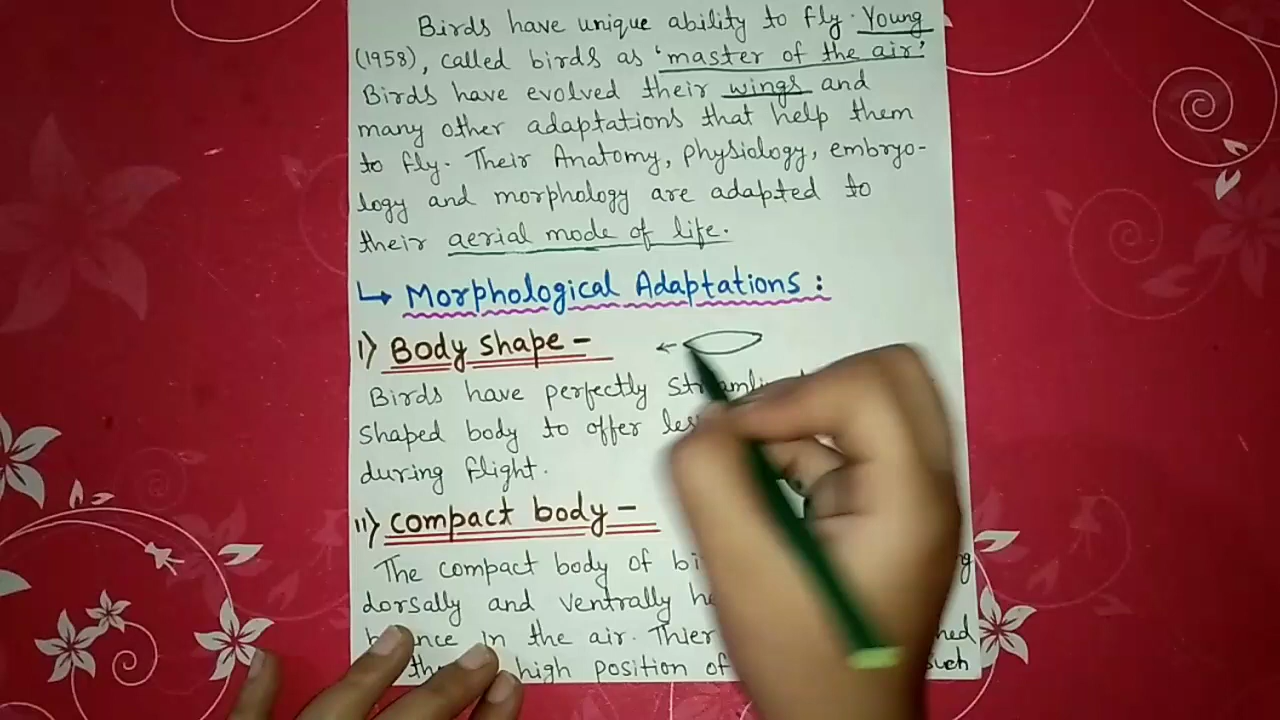 Birds have unique ability to fly. Young
(1958), called birds as 'master of the air'
Birds have evolved their wings and
many other adaptations that help them
to fly. Their Anatomy, physiology, embryo-
logy and morphology are adapted to
their aerial mode of life.
↳ Morphological Adaptations :
1) Body shape -
Birds have perfectly
shaped body to offer
during flight.
11) Compact body -
The compact body of
dorsally and ventrally
in the air. Thier
high position of